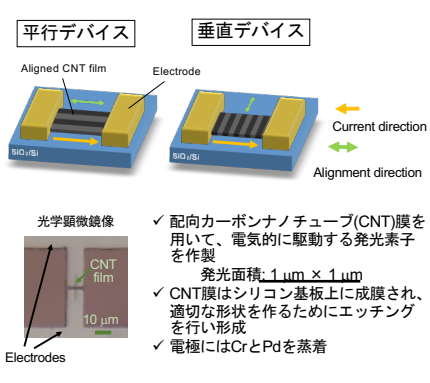 平行デバイス
垂直デバイス
Aligned CNT film
Electrode
SiO₂/Si
SiO₂/Si
Current direction
Alignment direction
光学顕微鏡像
CNT
film
10 μm
Electrodes
✓ 配向カーボンナノチューブ(CNT)膜を
用いて、電気的に駆動する発光素子
を作製
発光面積: 1 μm × 1 μm
✓ CNT膜はシリコン基板上に成膜され、
適切な形状を作るためにエッチング
を行い形成
✓ 電極にはCrとPdを蒸着